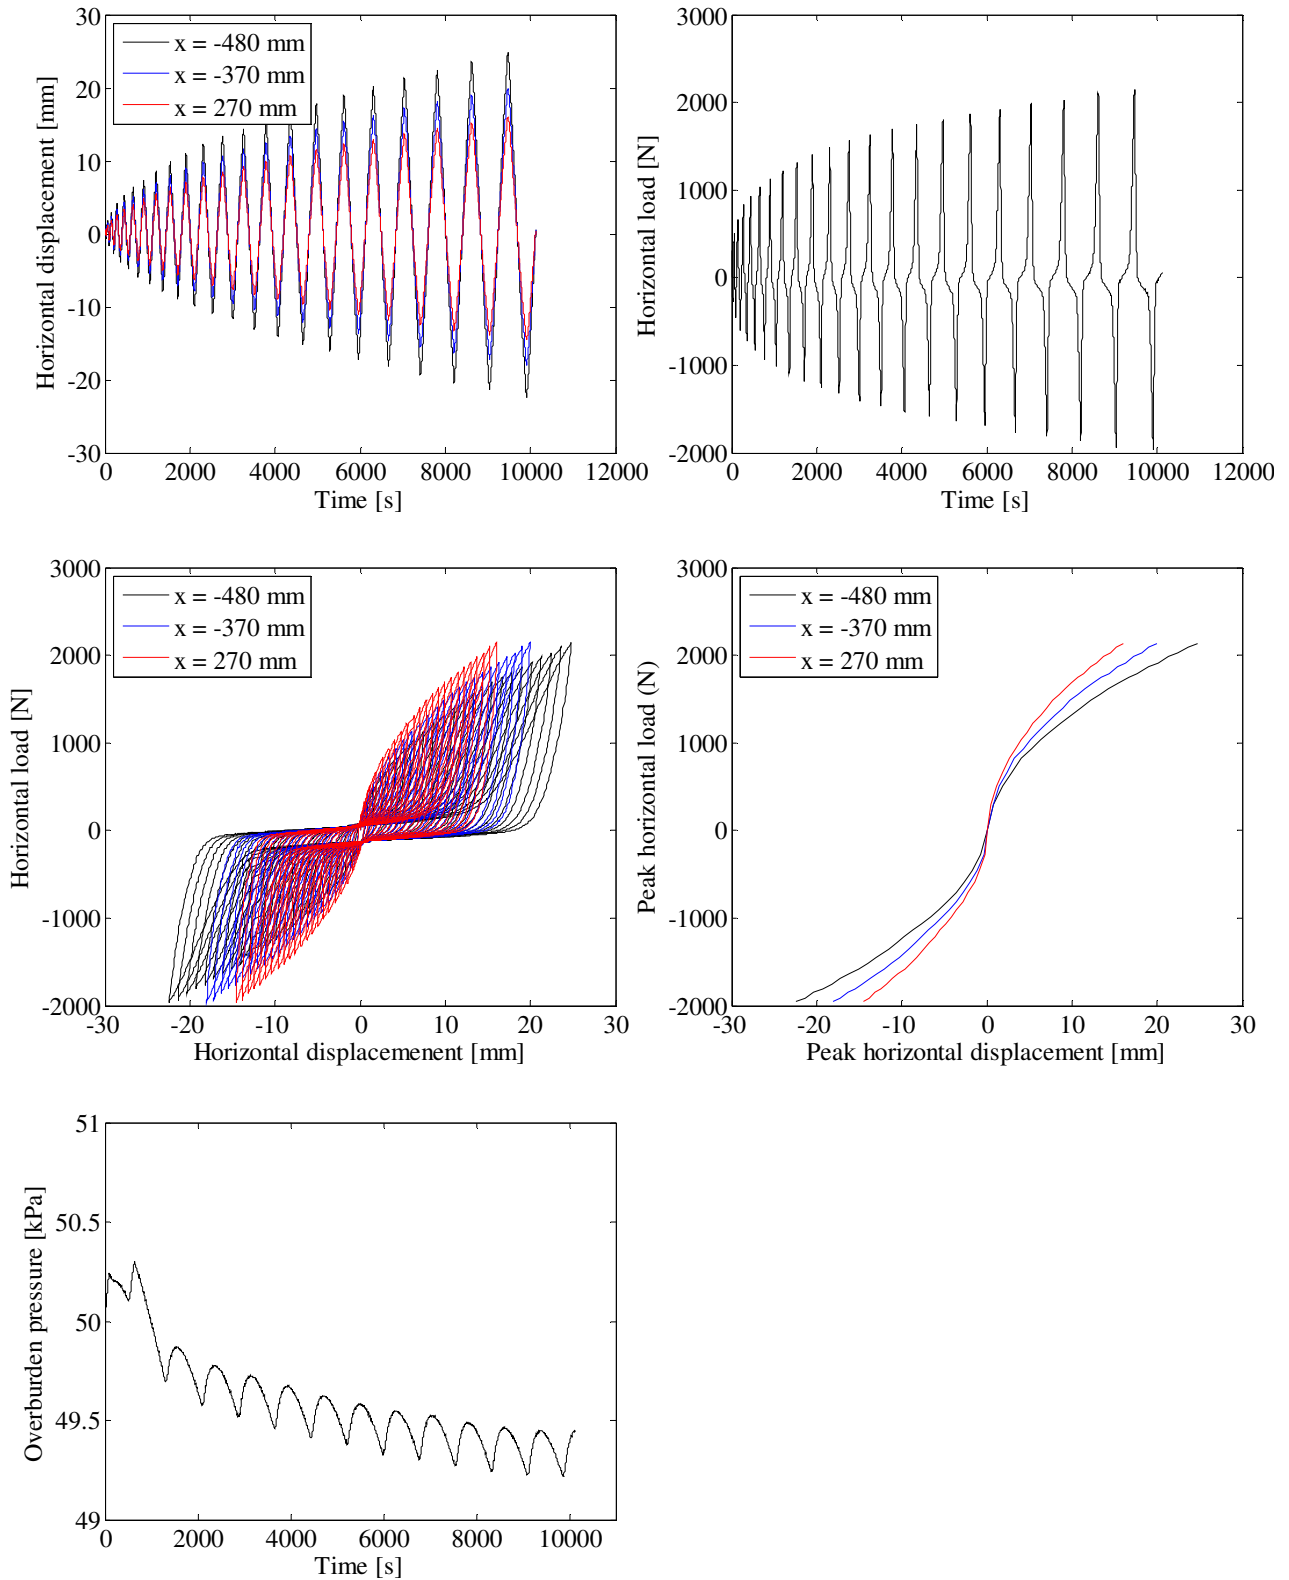 30
20
10
0
-10
-20
-30
0 2000 4000 6000 8000 10000 12000
Time [s]
Horizontal displacement [mm]
x = -480 mm
x = -370 mm
x = 270 mm
3000
2000
1000
0
-1000
-2000
0 2000 4000 6000 8000 10000 12000
Time [s]
Horizontal load [N]
3000
2000
1000
0
-1000
-2000
-30 -20 -10 0 10 20 30
Horizontal displacemenent [mm]
Horizontal load [N]
x = -480 mm
x = -370 mm
x = 270 mm
3000
2000
1000
0
-1000
-2000
-30 -20 -10 0 10 20 30
Peak horizontal displacement [mm]
Peak horizontal load (N)
x = -480 mm
x = -370 mm
x = 270 mm
51
50.5
50
49.5
49
0 2000 4000 6000 8000 10000
Time [s]
Overburden pressure [kPa]